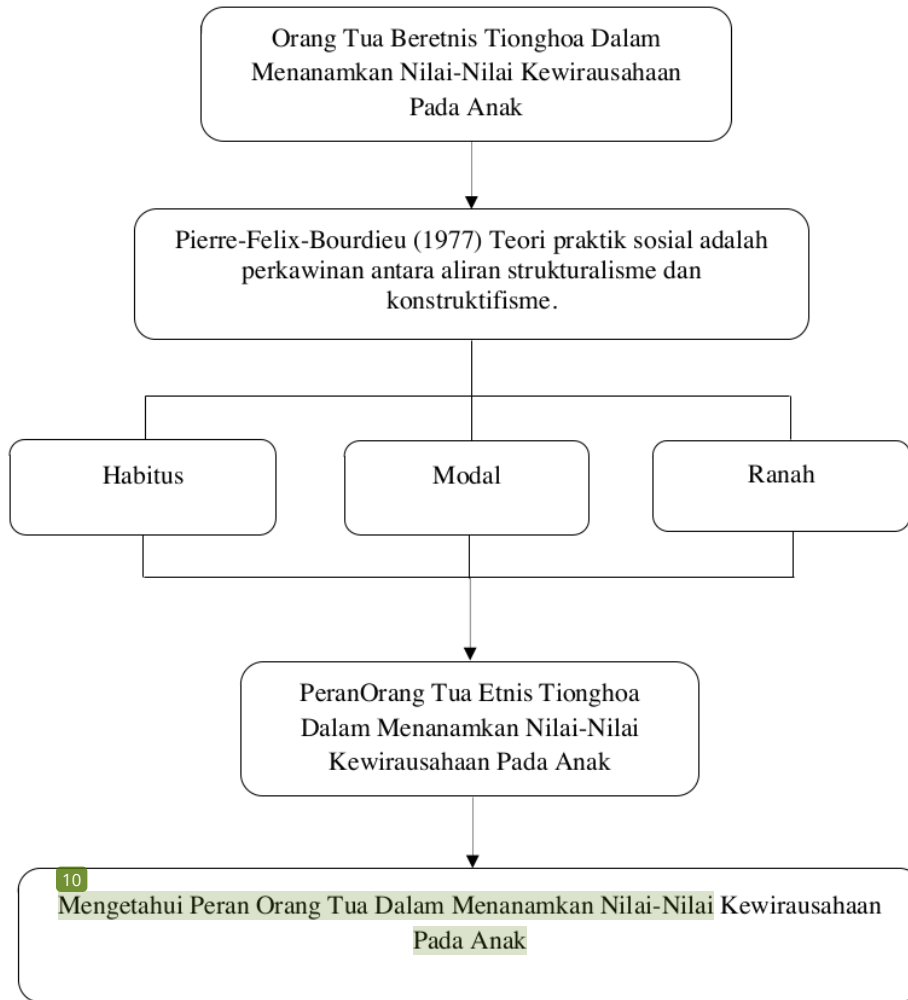 Orang Tua Beretnis Tionghoa Dalam
Menanamkan Nilai-Nilai Kewirausahaan
Pada Anak
Pierre-Felix-Bourdieu (1977) Teori praktik sosial adalah
perkawinan antara aliran strukturalisme dan
konstruktifisme.
Habitus
Modal
Ranah
PeranOrang Tua Etnis Tionghoa
Dalam Menanamkan Nilai-Nilai
Kewirausahaan Pada Anak
10
Mengetahui Peran Orang Tua Dalam Menanamkan Nilai-Nilai Kewirausahaan
Pada Anak